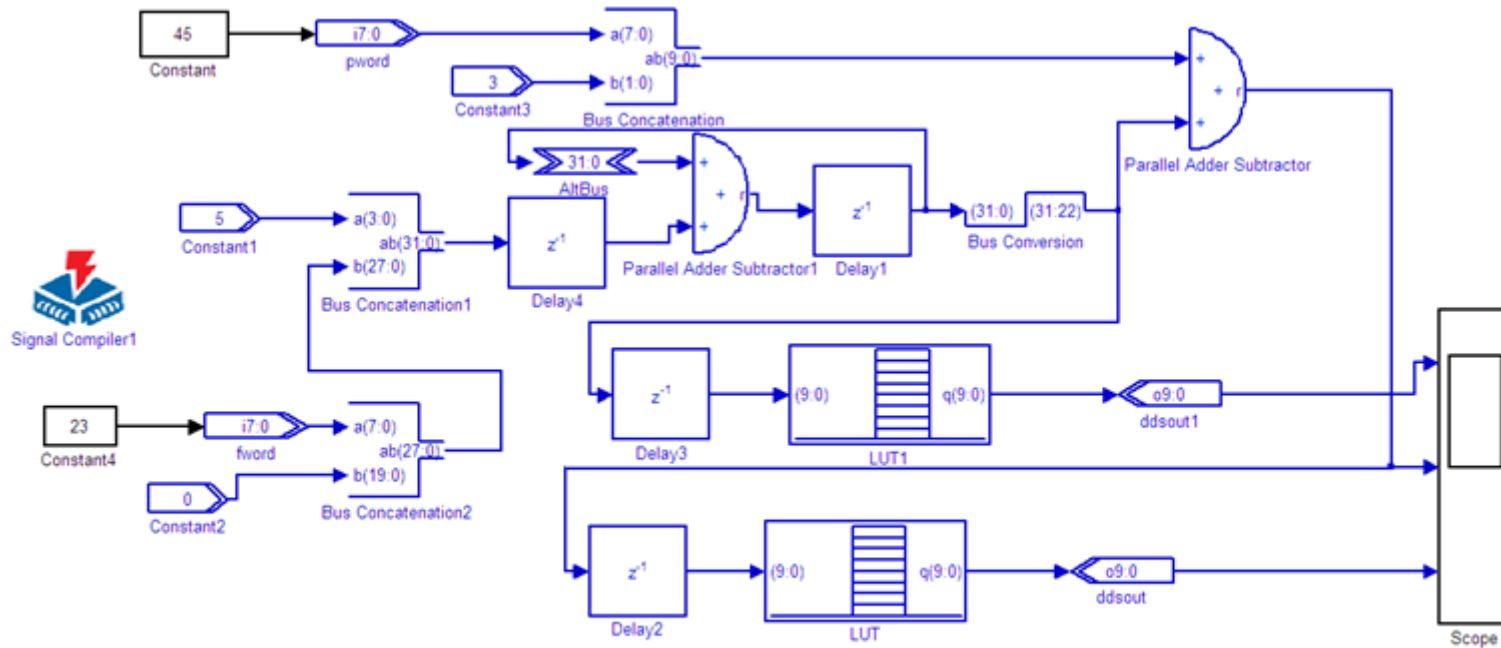 45
Constant
i7:0
pword
3
Constant3
a(7:0)
ab(9:0)
b(1:0)
Bus Concatenation
+
+
r
+
Parallel Adder Subtractor
31:0
AltBus
+
+
r
+
Parallel Adder Subtractor1
z-1
Delay1
(31:0)
(31:22)
Bus Conversion
5
Constant1
a(3:0)
ab(31:0)
b(27:0)
Bus Concatenation1
z-1
Delay4
Signal Compiler1
z-1
Delay3
(9:0)
q(9:0)
LUT1
o9:0
ddsout1
23
Constant4
i7:0
fword
0
Constant2
a(7:0)
ab(27:0)
b(19:0)
Bus Concatenation2
z-1
Delay2
(9:0)
q(9:0)
LUT
o9:0
ddsout
Scope